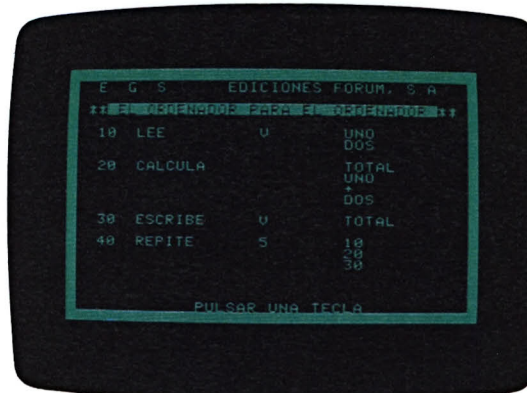 E G S EDICIONES FORUM, S A
** EL ORDENADOR PARA EL ORDENADOR **
10 LEE V UNO
DOS
20 CALCULA TOTAL
UNO
+
DOS
30 ESCRIBE V TOTAL
40 REPITE 5 10
20
30
PULSAR UNA TECLA